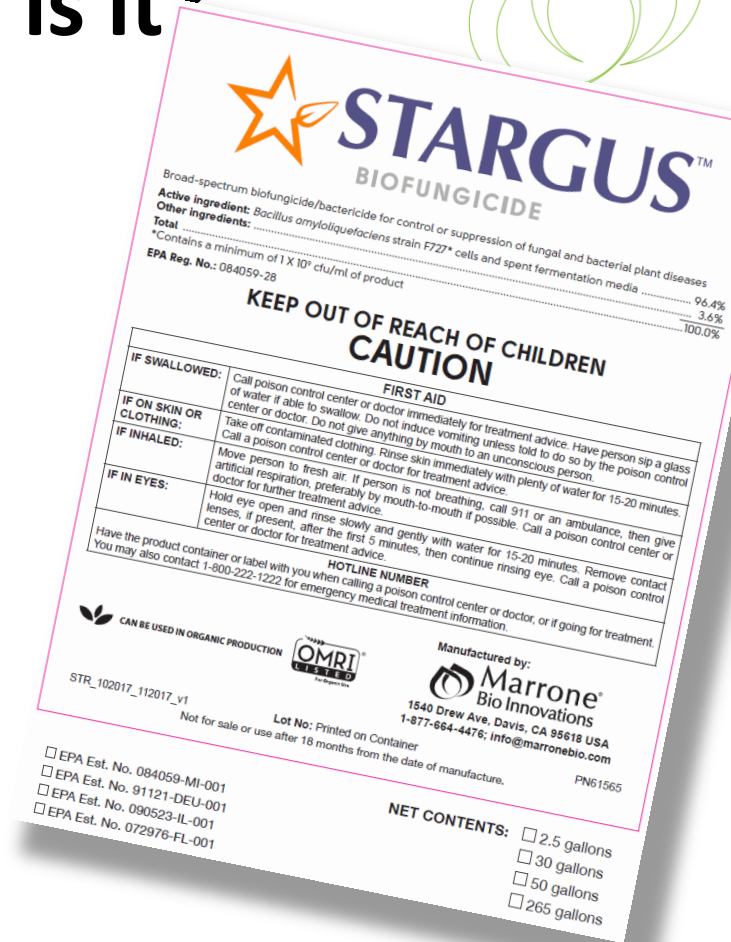 is it
STARGUS™
BIOFUNGICIDE
Broad-spectrum biofungicide/bactericide for control or suppression of fungal and bacterial plant diseases
Active ingredient: Bacillus amyloliquefaciens strain F727* cells and spent fermentation media .............. 96.4%
Other ingredients: .............. 3.6%
Total .............. 100.0%
*Contains a minimum of 1 X 10⁹ cfu/ml of product
EPA Reg. No.: 084059-28
KEEP OUT OF REACH OF CHILDREN
CAUTION
FIRST AID
IF SWALLOWED: Call poison control center or doctor immediately for treatment advice. Have person sip a glass
of water if able to swallow. Do not induce vomiting unless told to do so by the poison control
center or doctor. Do not give anything by mouth to an unconscious person.
IF ON SKIN OR Take off contaminated clothing. Rinse skin immediately with plenty of water for 15-20 minutes.
CLOTHING: Call a poison control center or doctor for treatment advice.
IF INHALED: Move person to fresh air. If person is not breathing, call 911 or an ambulance, then give
artificial respiration, preferably by mouth-to-mouth if possible. Call a poison control center or
doctor for further treatment advice.
IF IN EYES: Hold eye open and rinse slowly and gently with water for 15-20 minutes. Remove contact
lenses, if present, after the first 5 minutes, then continue rinsing eye. Call a poison control
center or doctor for treatment advice.
HOTLINE NUMBER
Have the product container or label with you when calling a poison control center or doctor, or if going for treatment.
You may also contact 1-800-222-1222 for emergency medical treatment information.
CAN BE USED IN ORGANIC PRODUCTION
OMRI®
LISTED
For Organic Use
Manufactured by:
Marrone®
Bio Innovations
1540 Drew Ave, Davis, CA 95618 USA
1-877-664-4476; info@marronebio.com
STR_102017_112017_v1
Lot No: Printed on Container
Not for sale or use after 18 months from the date of manufacture.
PN61565
EPA Est. No. 084059-MI-001
EPA Est. No. 91121-DEU-001
EPA Est. No. 090523-IL-001
EPA Est. No. 072976-FL-001
NET CONTENTS: 2.5 gallons
30 gallons
50 gallons
265 gallons